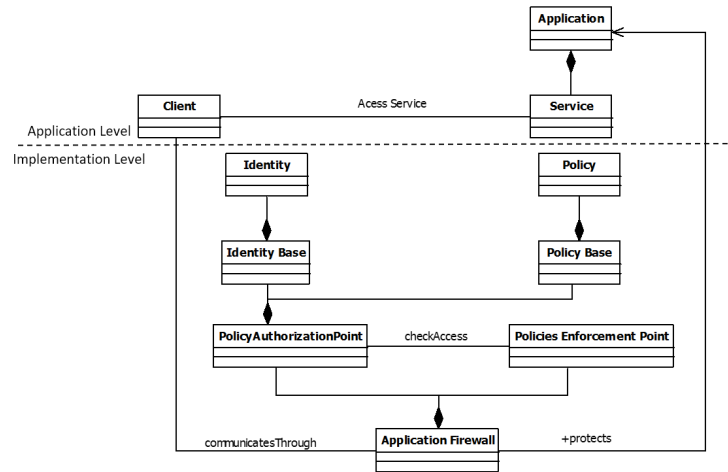 Application
Client
Acess Service
Service
Application Level
Implementation Level
Identity
Policy
Identity Base
Policy Base
PolicyAuthorizationPoint
checkAccess
Policies Enforcement Point
communicatesThrough
Application Firewall
+protects